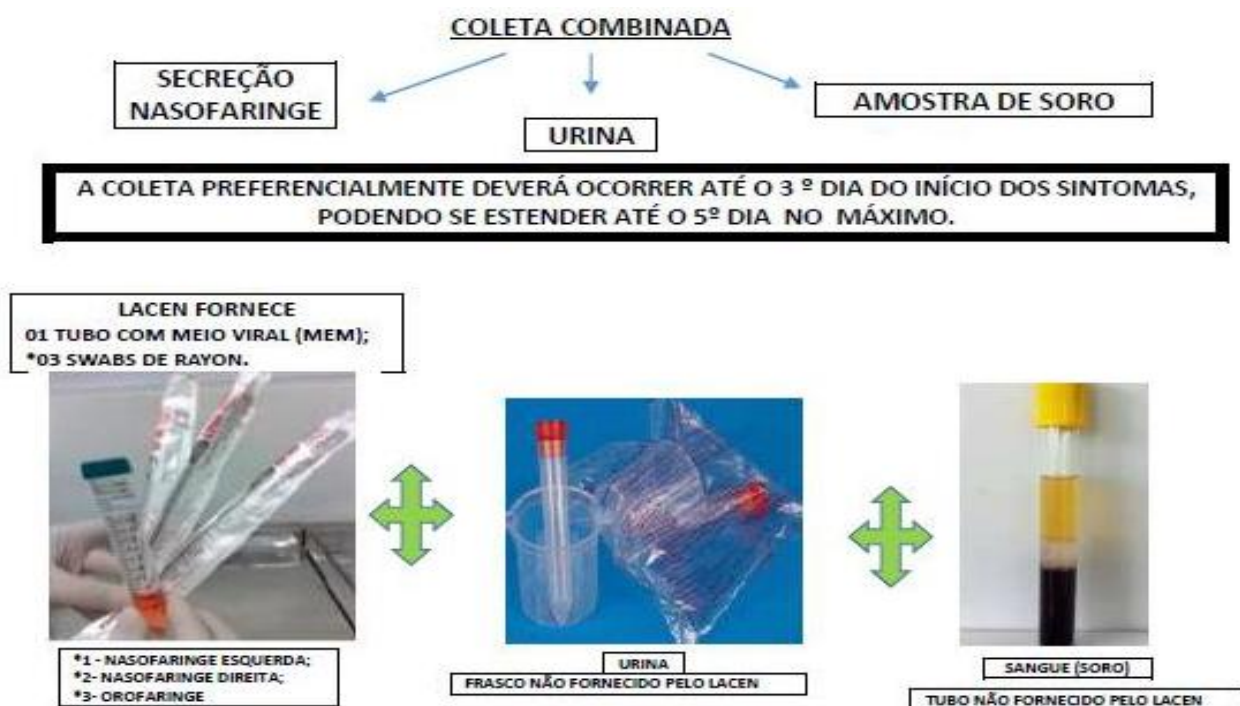 COLETA COMBINADA
SECREÇÃO
NASOFARINGE
URINA
AMOSTRA DE SORO
A COLETA PREFERENCIALMENTE DEVERÁ OCORRER ATÉ O 3 º DIA DO INÍCIO DOS SINTOMAS,
PODENDO SE ESTENDER ATÉ O 5º DIA NO MÁXIMO.
LACEN FORNECE
01 TUBO COM MEIO VIRAL (MEM);
*03 SWABS DE RAYON.
*1 - NASOFARINGE ESQUERDA;
*2- NASOFARINGE DIREITA;
*3- OROFARINGE
URINA
FRASCO NÃO FORNECIDO PELO LACEN
SANGUE (SORO)
TUBO NÃO FORNECIDO PELO LACEN